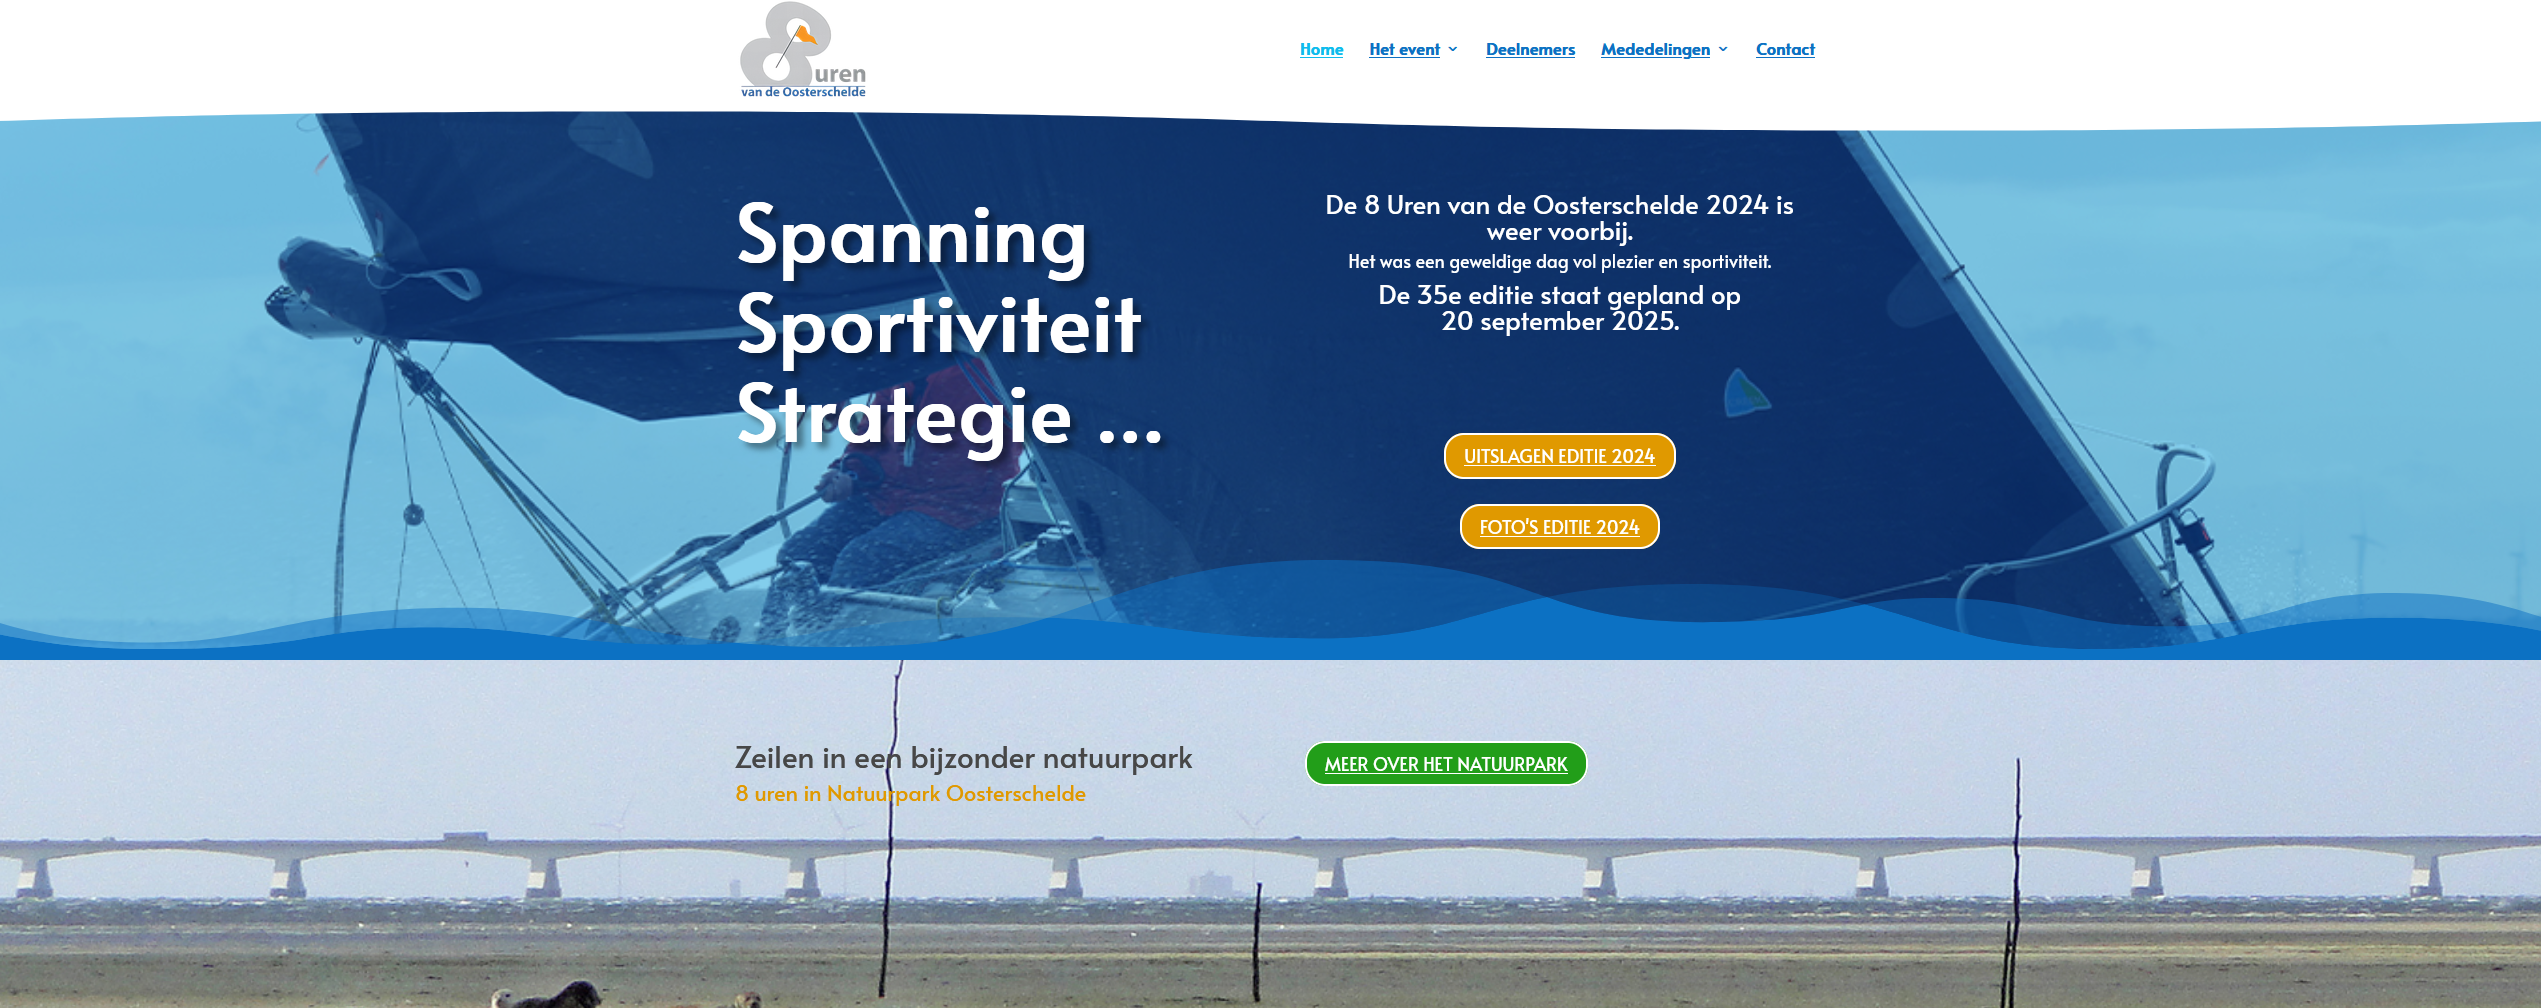 8uren
van de Oosterschelde
Home
Het event
Deelnemers
Mededelingen
Contact
Spanning
Sportiviteit
Strategie ...
De 8 Uren van de Oosterschelde 2024 is
weer voorbij.
Het was een geweldige dag vol plezier en sportiviteit.
De 35e editie staat gepland op
20 september 2025.
UITSLAGEN EDITIE 2024
FOTO'S EDITIE 2024
Zeilen in een bijzonder natuurpark
8 uren in Natuurpark Oosterschelde
MEER OVER HET NATUURPARK